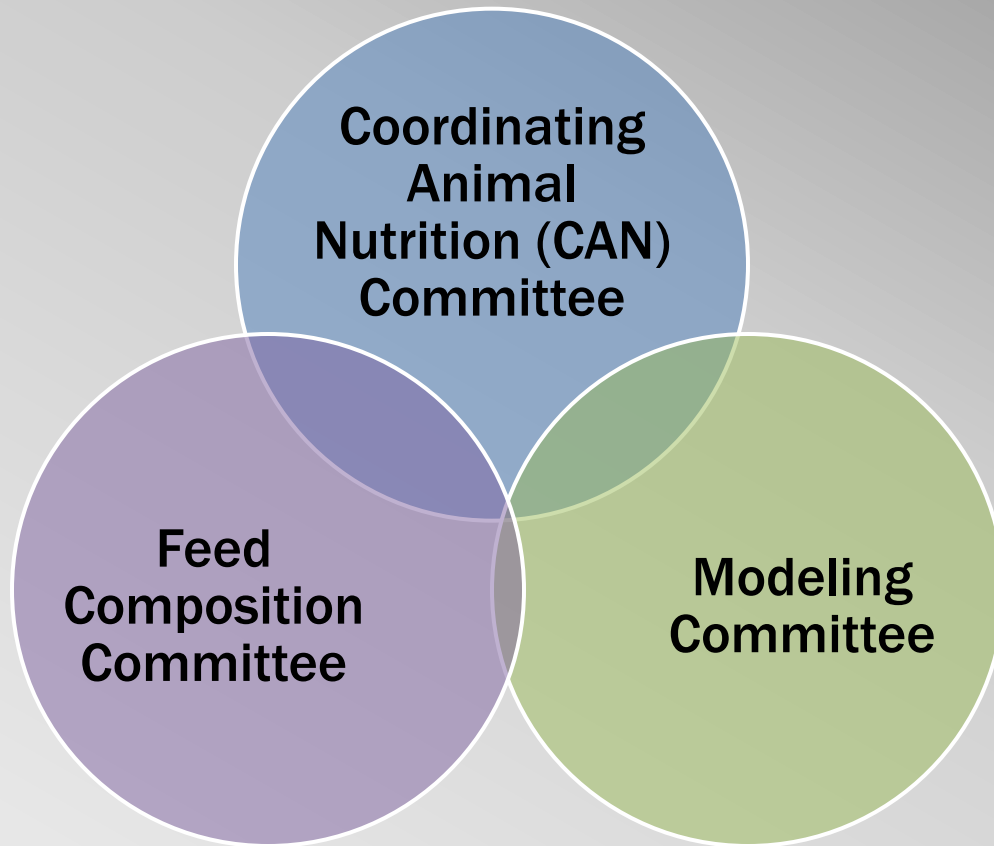 Coordinating
Animal
Nutrition (CAN)
Committee
Feed
Composition
Committee
Modeling
Committee